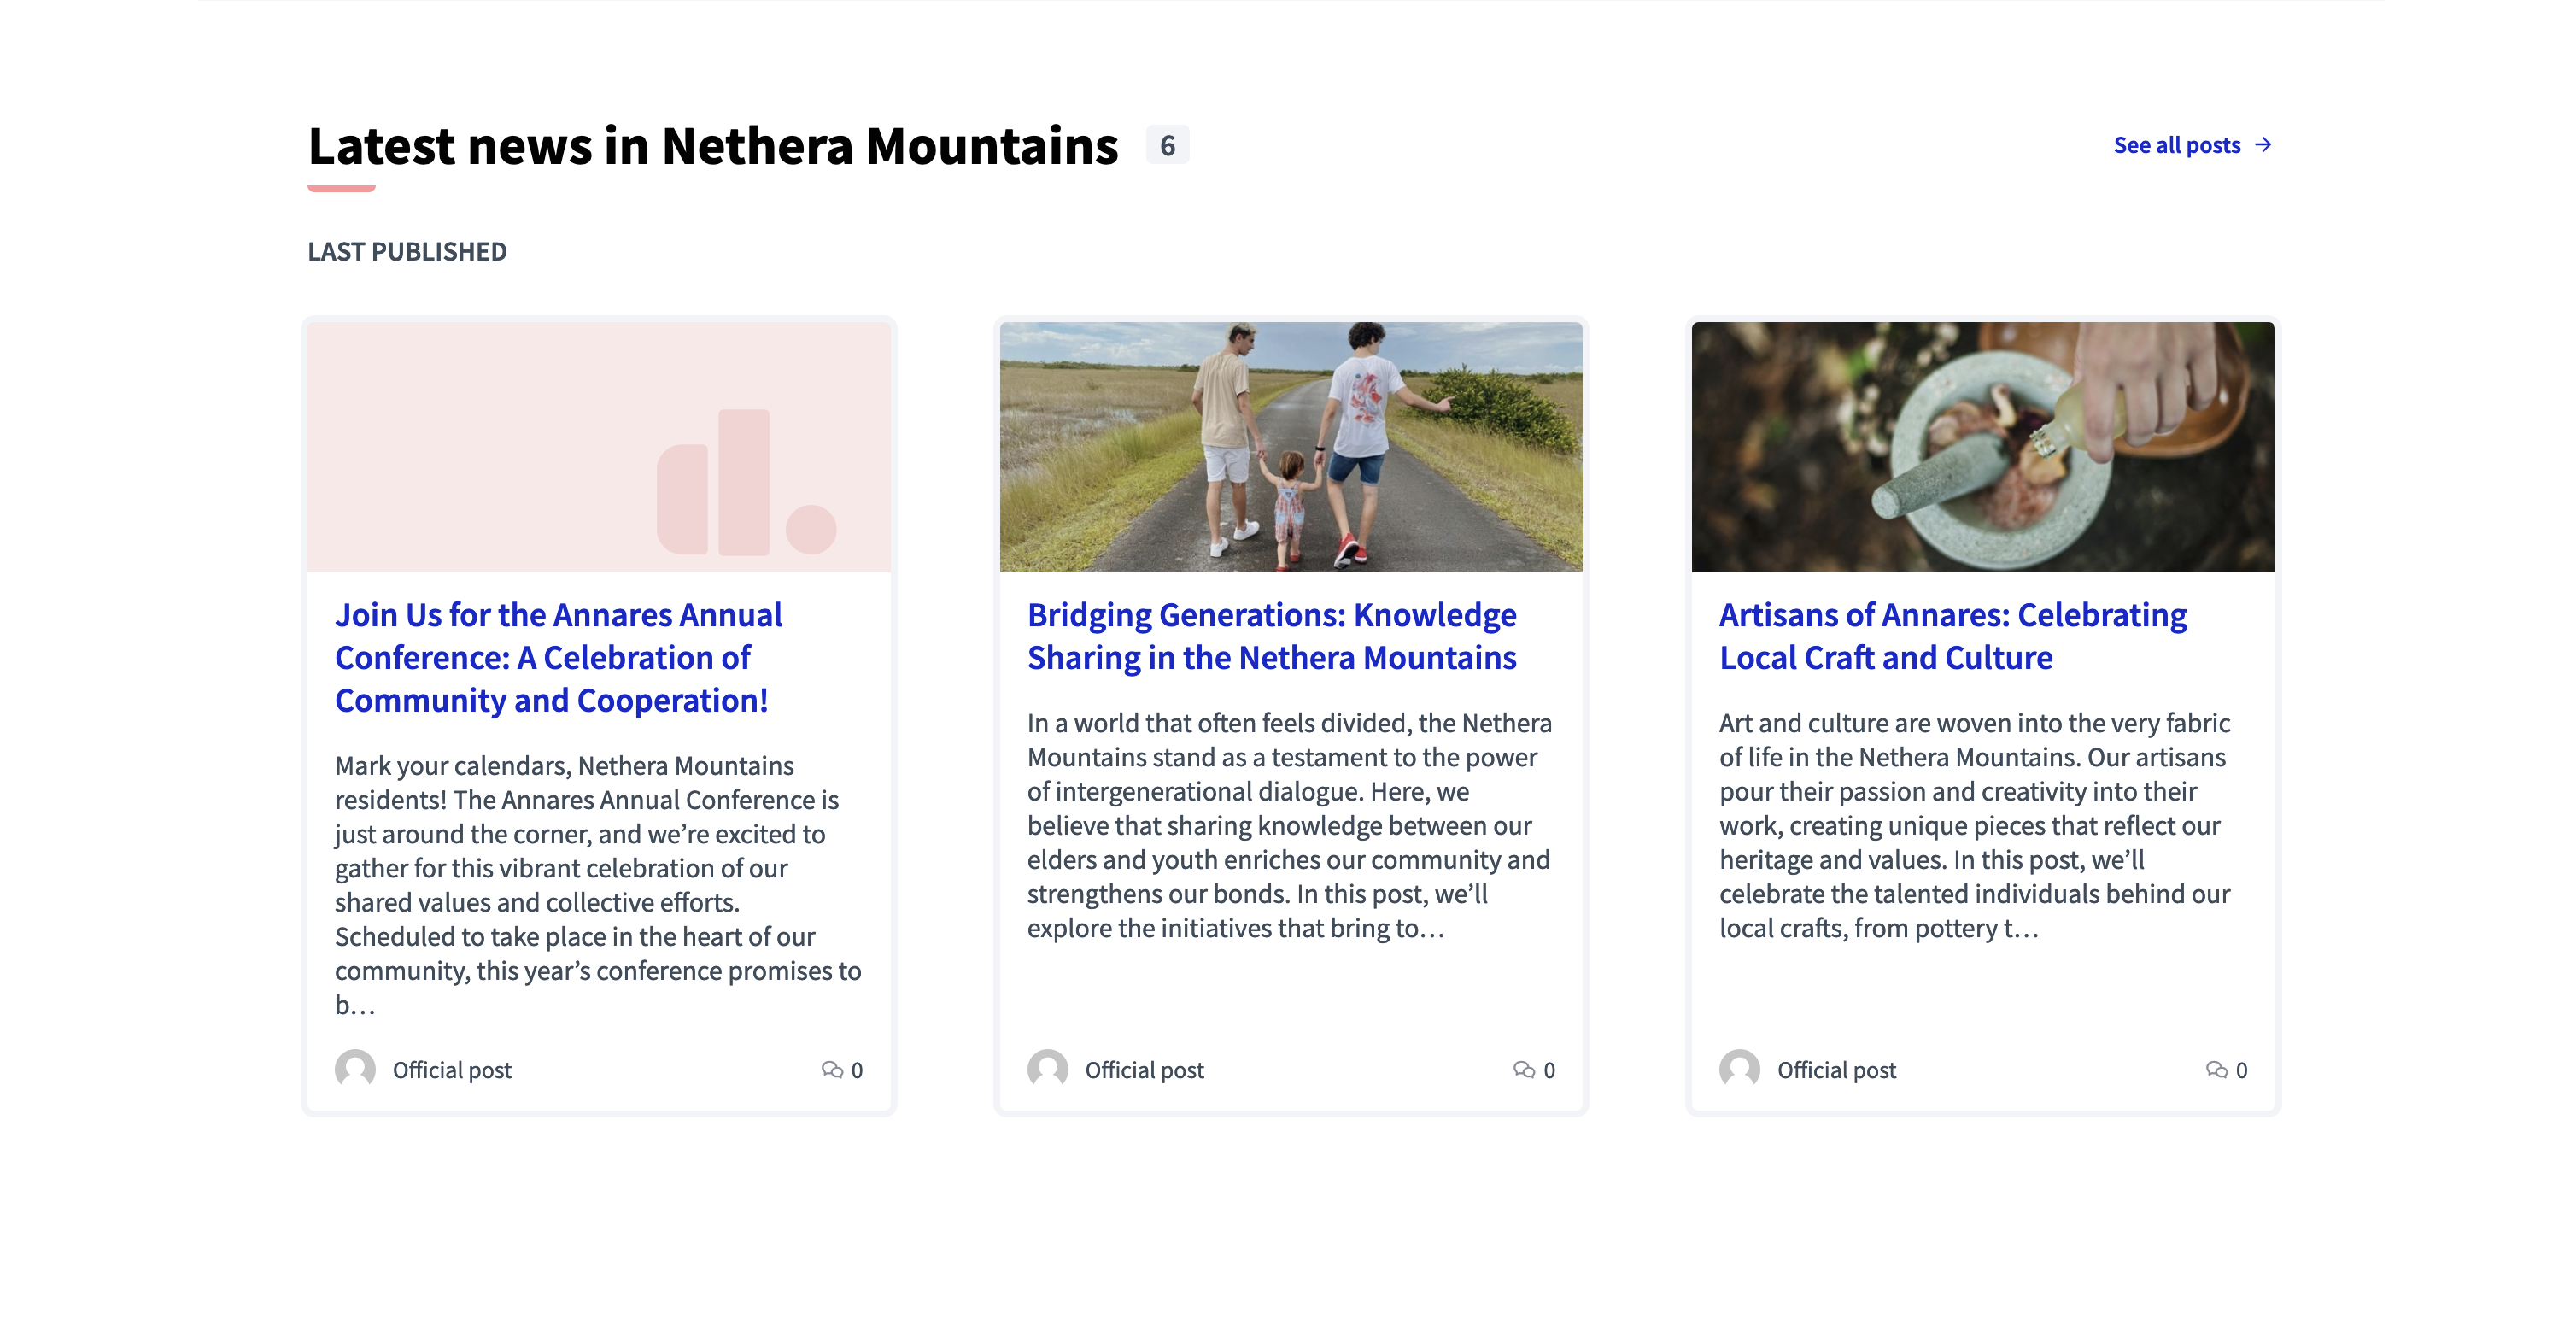 Latest news in Nethera Mountains 6
See all posts →
LAST PUBLISHED
Join Us for the Annares Annual
Conference: A Celebration of
Community and Cooperation!
Mark your calendars, Nethera Mountains
residents! The Annares Annual Conference is
just around the corner, and we’re excited to
gather for this vibrant celebration of our
shared values and collective efforts.
Scheduled to take place in the heart of our
community, this year’s conference promises to
b…
Official post 0
Bridging Generations: Knowledge
Sharing in the Nethera Mountains
In a world that often feels divided, the Nethera
Mountains stand as a testament to the power
of intergenerational dialogue. Here, we
believe that sharing knowledge between our
elders and youth enriches our community and
strengthens our bonds. In this post, we’ll
explore the initiatives that bring to…
Official post 0
Artisans of Annares: Celebrating
Local Craft and Culture
Art and culture are woven into the very fabric
of life in the Nethera Mountains. Our artisans
pour their passion and creativity into their
work, creating unique pieces that reflect our
heritage and values. In this post, we’ll
celebrate the talented individuals behind our
local crafts, from pottery t…
Official post 0